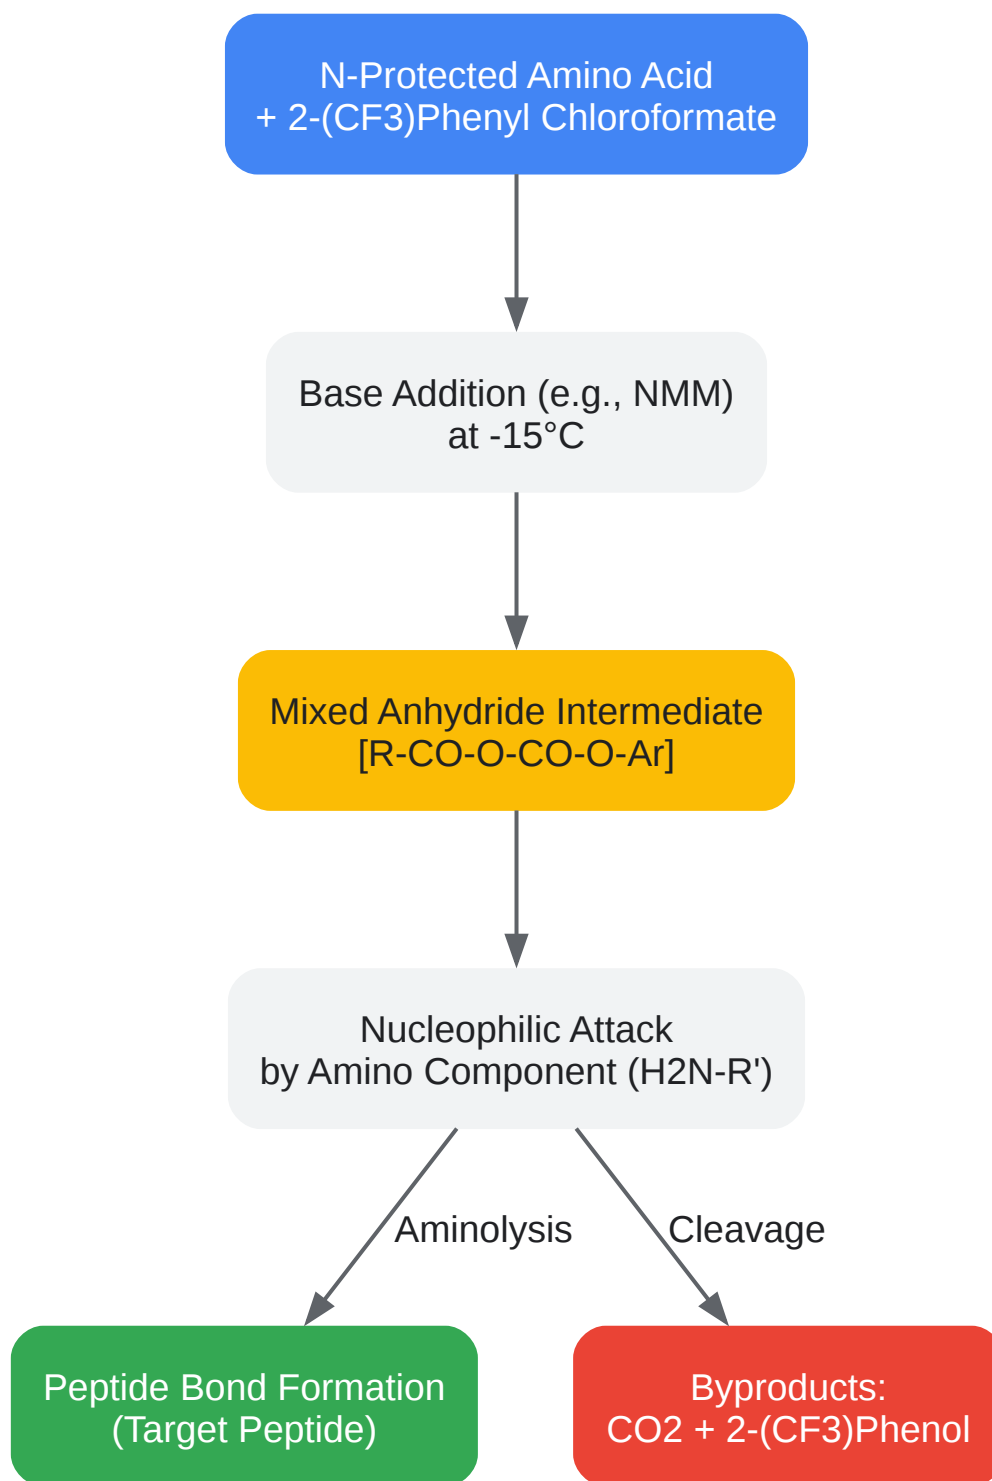 N-Protected Amino Acid
+ 2-(CF3)Phenyl Chloroformate
Base Addition (e.g., NMM)
at -15°C
Mixed Anhydride Intermediate
[R-CO-O-CO-O-Ar]
Nucleophilic Attack
by Amino Component (H2N-R')
Aminolysis
Cleavage
Peptide Bond Formation
(Target Peptide)
Byproducts:
CO2 + 2-(CF3)Phenol